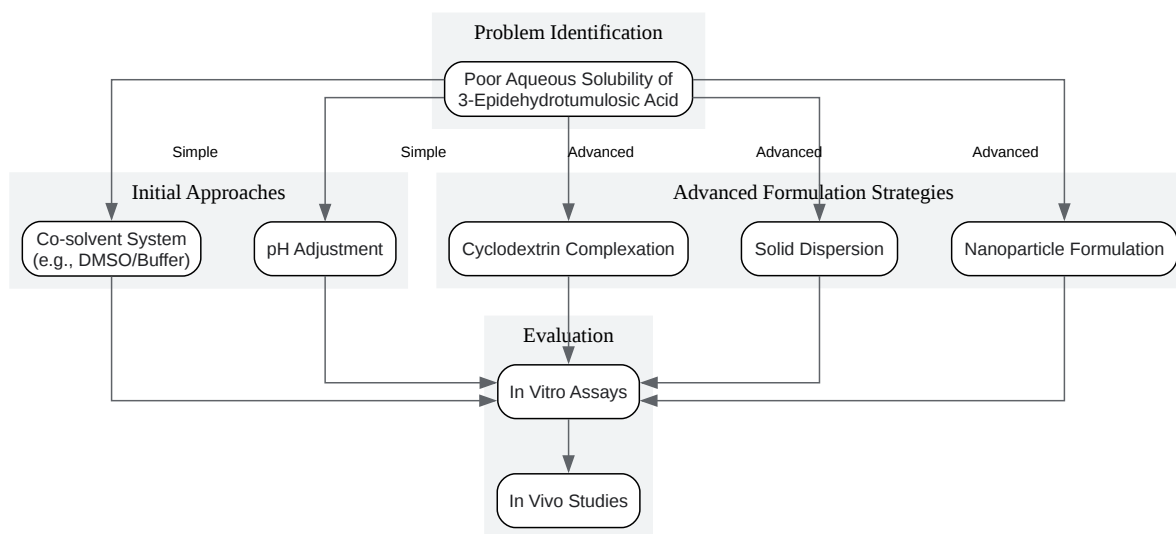 Problem Identification
Poor Aqueous Solubility of
3-Epidehydrotumulosic Acid
Simple
Simple
Advanced
Advanced
Advanced
Initial Approaches
Advanced Formulation Strategies
Co-solvent System
(e.g., DMSO/Buffer)
pH Adjustment
Cyclodextrin Complexation
Solid Dispersion
Nanoparticle Formulation
Evaluation
In Vitro Assays
In Vivo Studies